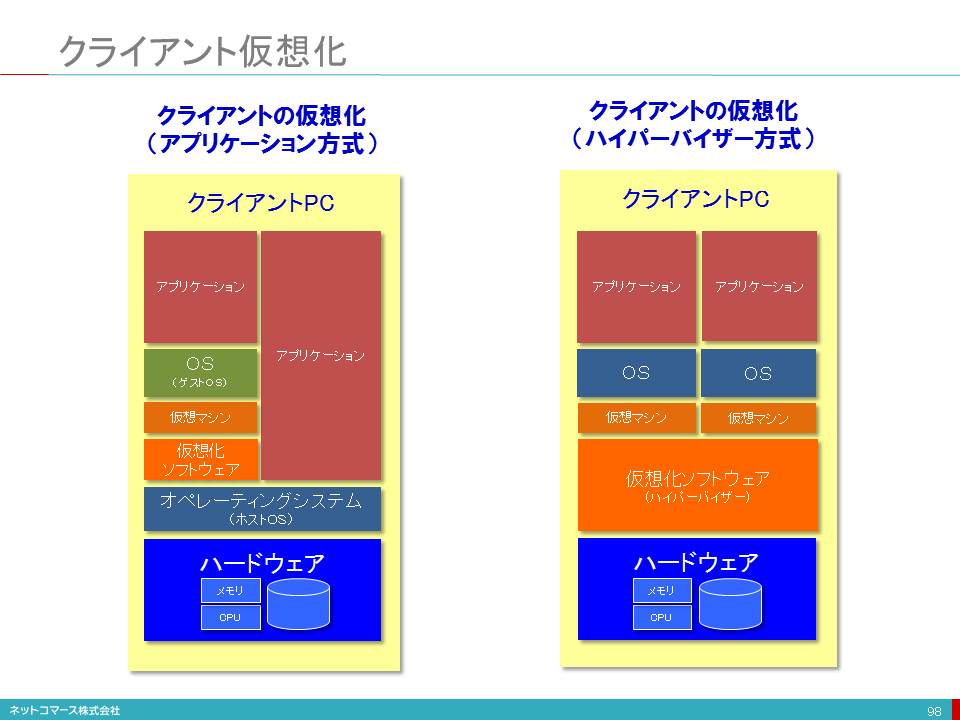 クライアント仮想化
クライアントの仮想化
（アプリケーション方式）
クライアントPC
アプリケーション
アプリケーション
OS
（ゲストOS）
仮想マシン
仮想化
ソフトウェア
オペレーティングシステム
（ホストOS）
ハードウェア
メモリ
CPU
クライアントの仮想化
（ハイパーバイザー方式）
クライアントPC
アプリケーション
アプリケーション
OS
OS
仮想マシン
仮想マシン
仮想化ソフトウェア
（ハイパーバイザー）
ハードウェア
メモリ
CPU
ネットコマース株式会社
98